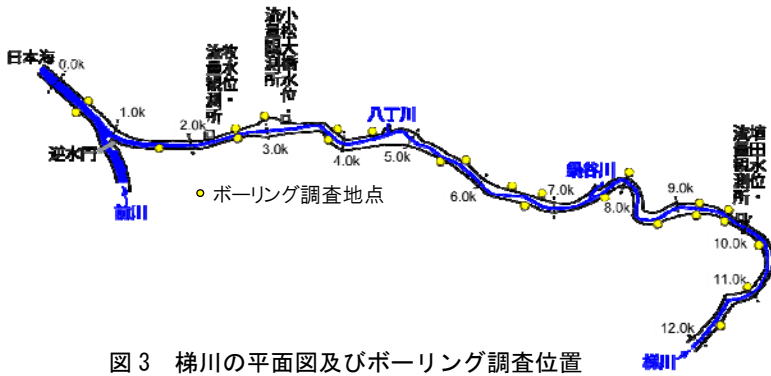 日本海
0.0k
1.0k
逆水門
前川
2.0k
牧水位・
流量観測所
小松大橋水位・
流量観測所
3.0k
4.0k
八丁川
5.0k
6.0k
7.0k
鍋谷川
8.0k
9.0k
埴田水位・
流量観測所
10.0k
11.0k
12.0k
梯川
ボーリング調査地点
図3 梯川の平面図及びボーリング調査位置